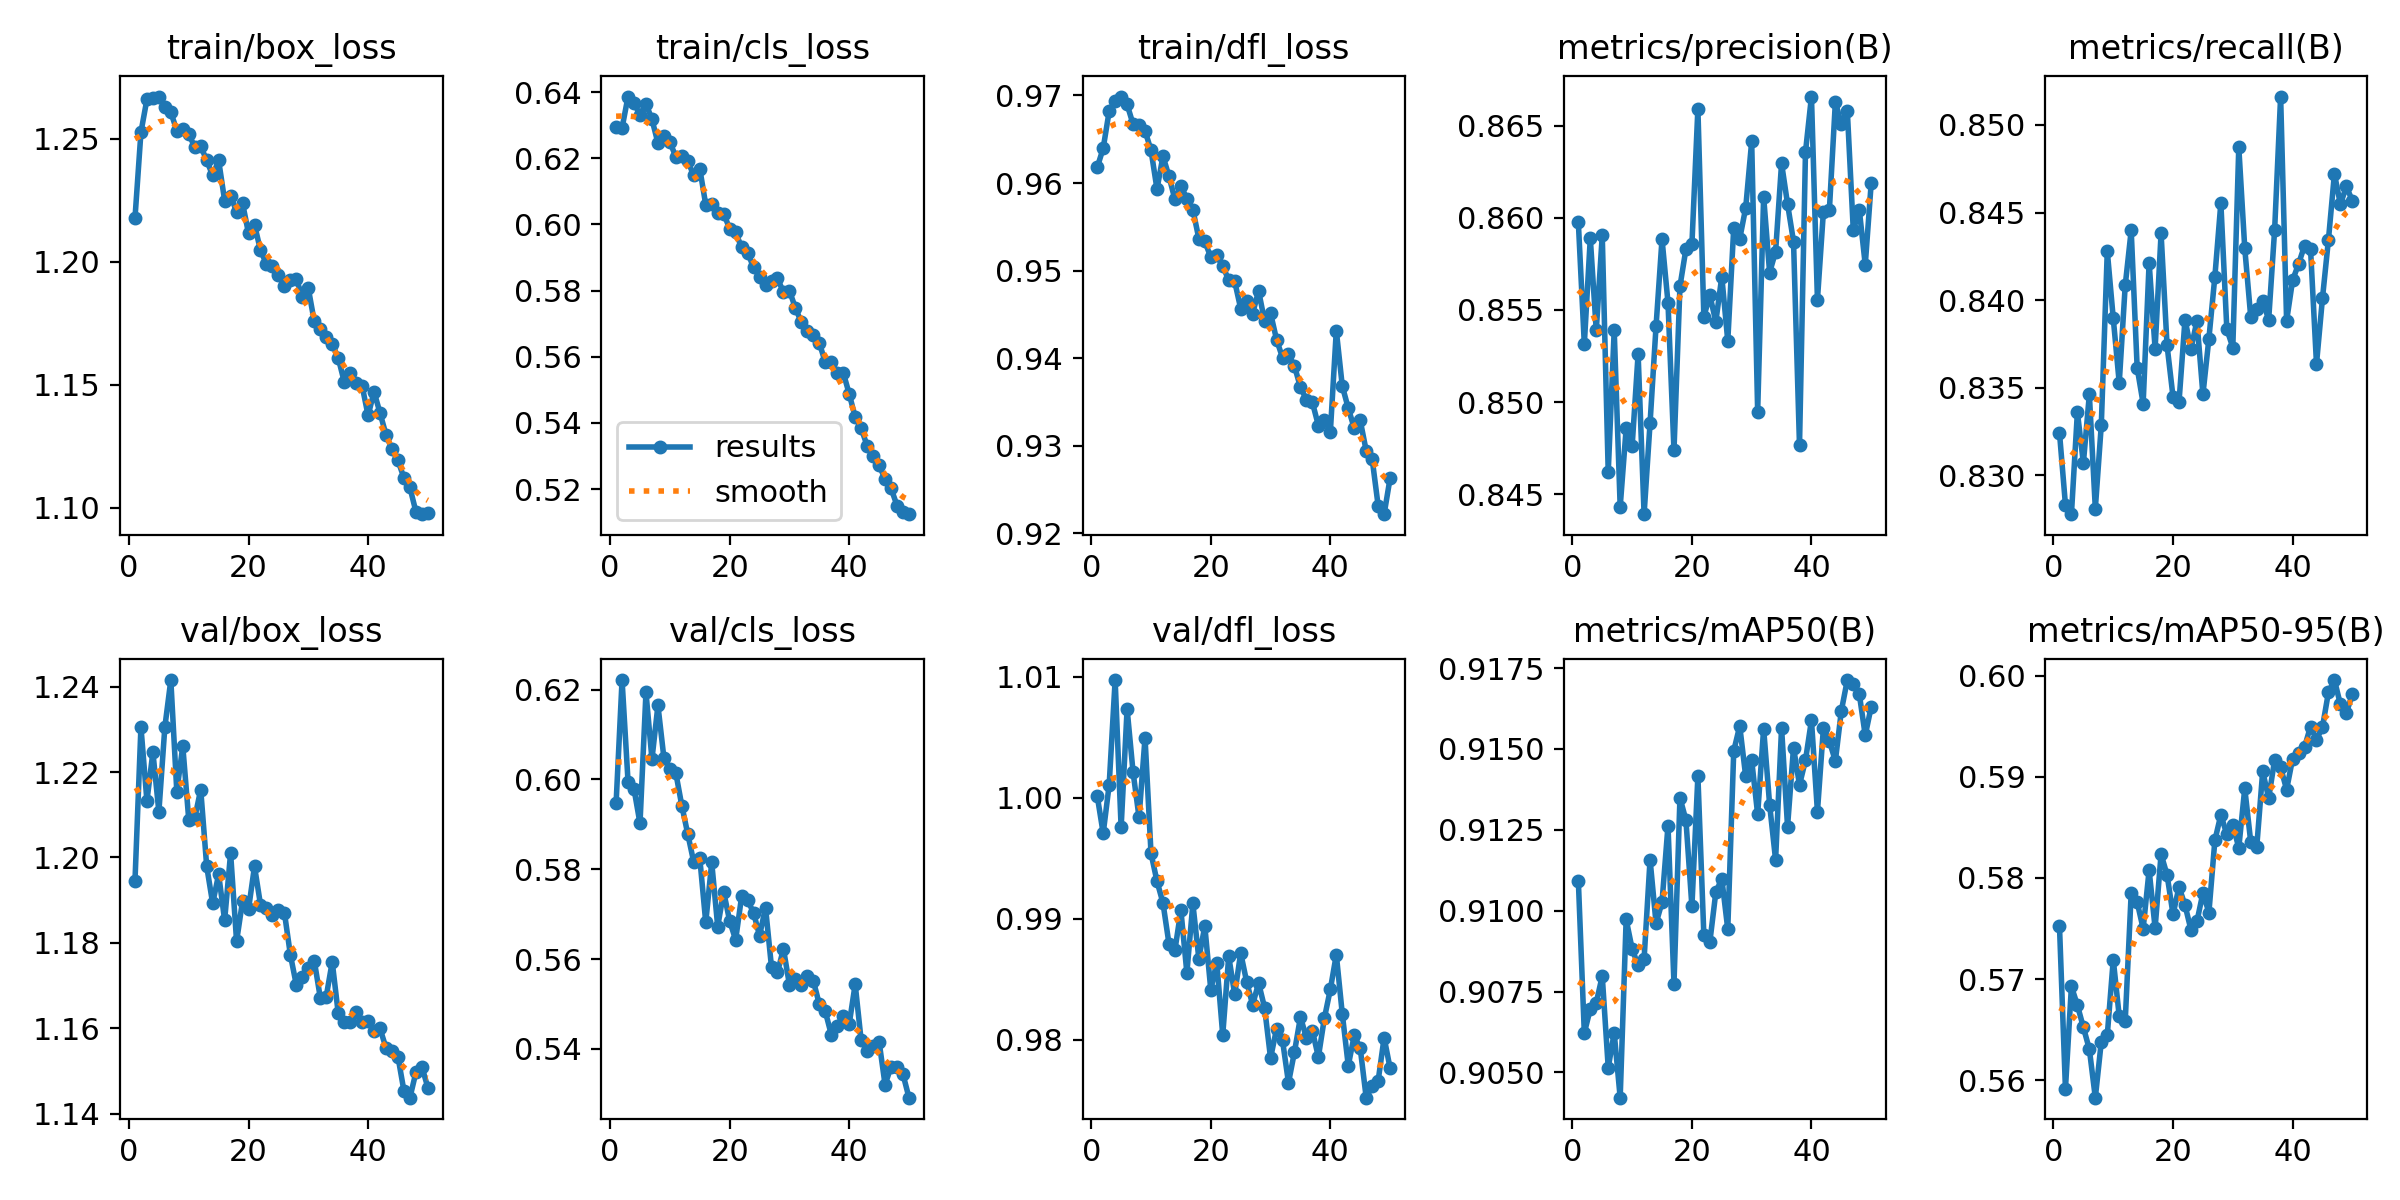 train/box_loss
1.25
1.20
1.15
1.10
0 20 40
train/cls_loss
0.64
0.62
0.60
0.58
0.56
0.54
0.52
results
smooth
0 20 40
train/dfl_loss
0.97
0.96
0.95
0.94
0.93
0.92
0 20 40
metrics/precision(B)
0.865
0.860
0.855
0.850
0.845
0 20 40
metrics/recall(B)
0.850
0.845
0.840
0.835
0.830
0 20 40
val/box_loss
1.24
1.22
1.20
1.18
1.16
1.14
0 20 40
val/cls_loss
0.62
0.60
0.58
0.56
0.54
0 20 40
val/dfl_loss
1.01
1.00
0.99
0.98
0 20 40
metrics/mAP50(B)
0.9175
0.9150
0.9125
0.9100
0.9075
0.9050
0 20 40
metrics/mAP50-95(B)
0.60
0.59
0.58
0.57
0.56
0 20 40